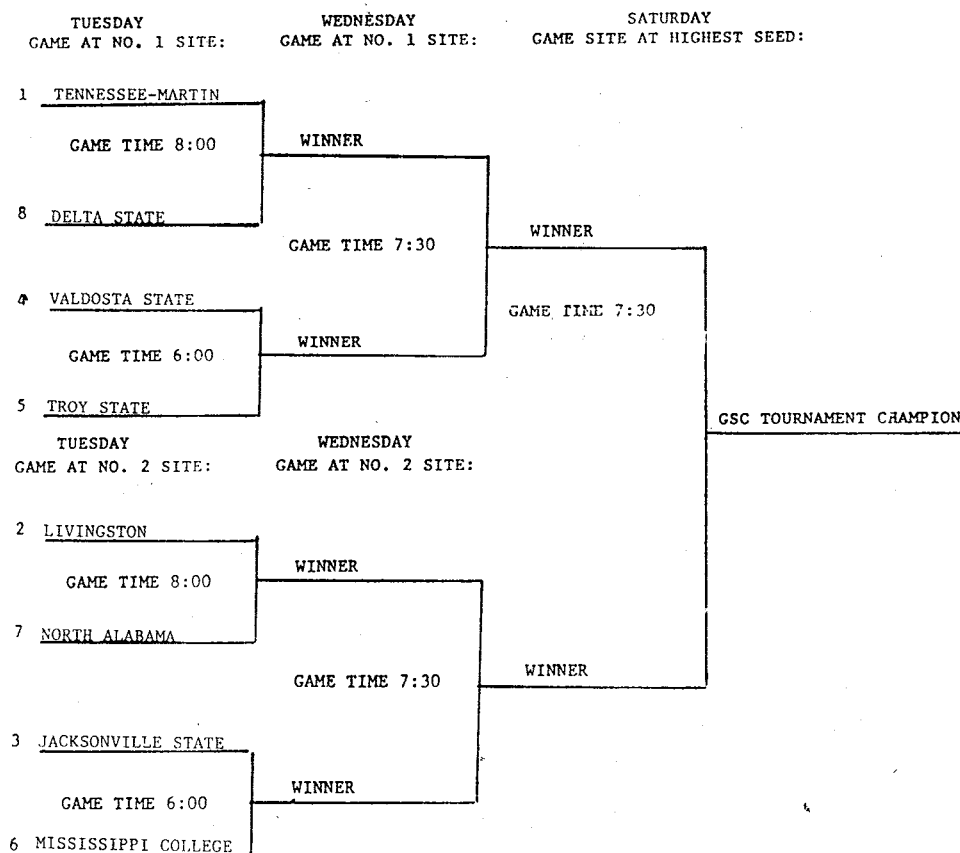 TUESDAY
GAME AT NO. 1 SITE:
WEDNESDAY
GAME AT NO. 1 SITE:
SATURDAY
GAME SITE AT HIGHEST SEED:
1 TENNESSEE-MARTIN
GAME TIME 8:00
WINNER
8 DELTA STATE
GAME TIME 7:30
WINNER
4 VALDOSTA STATE
GAME TIME 7:30
GAME TIME 6:00
WINNER
5 TROY STATE
GSC TOURNAMENT CHAMPION
TUESDAY
GAME AT NO. 2 SITE:
WEDNESDAY
GAME AT NO. 2 SITE:
2 LIVINGSTON
GAME TIME 8:00
WINNER
7 NORTH ALABAMA
GAME TIME 7:30
WINNER
3 JACKSONVILLE STATE
GAME TIME 6:00
WINNER
6 MISSISSIPPI COLLEGE